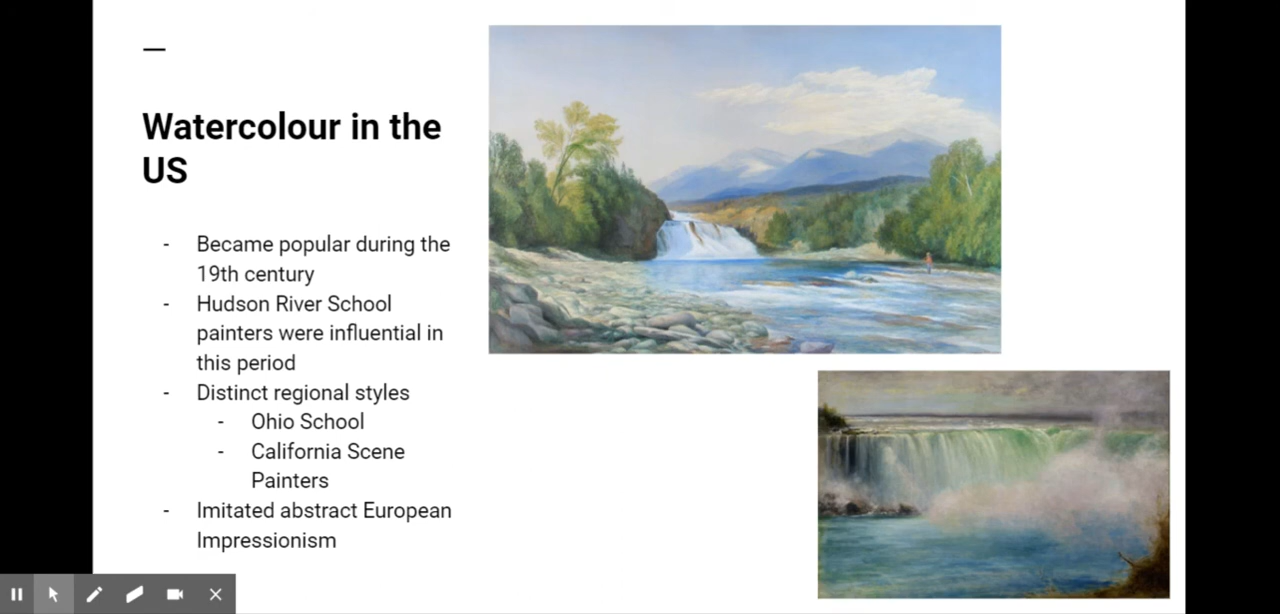 Watercolour in the
US
- Became popular during the
19th century
- Hudson River School
painters were influential in
this period
- Distinct regional styles
- Ohio School
- California Scene
Painters
- Imitated abstract European
Impressionism